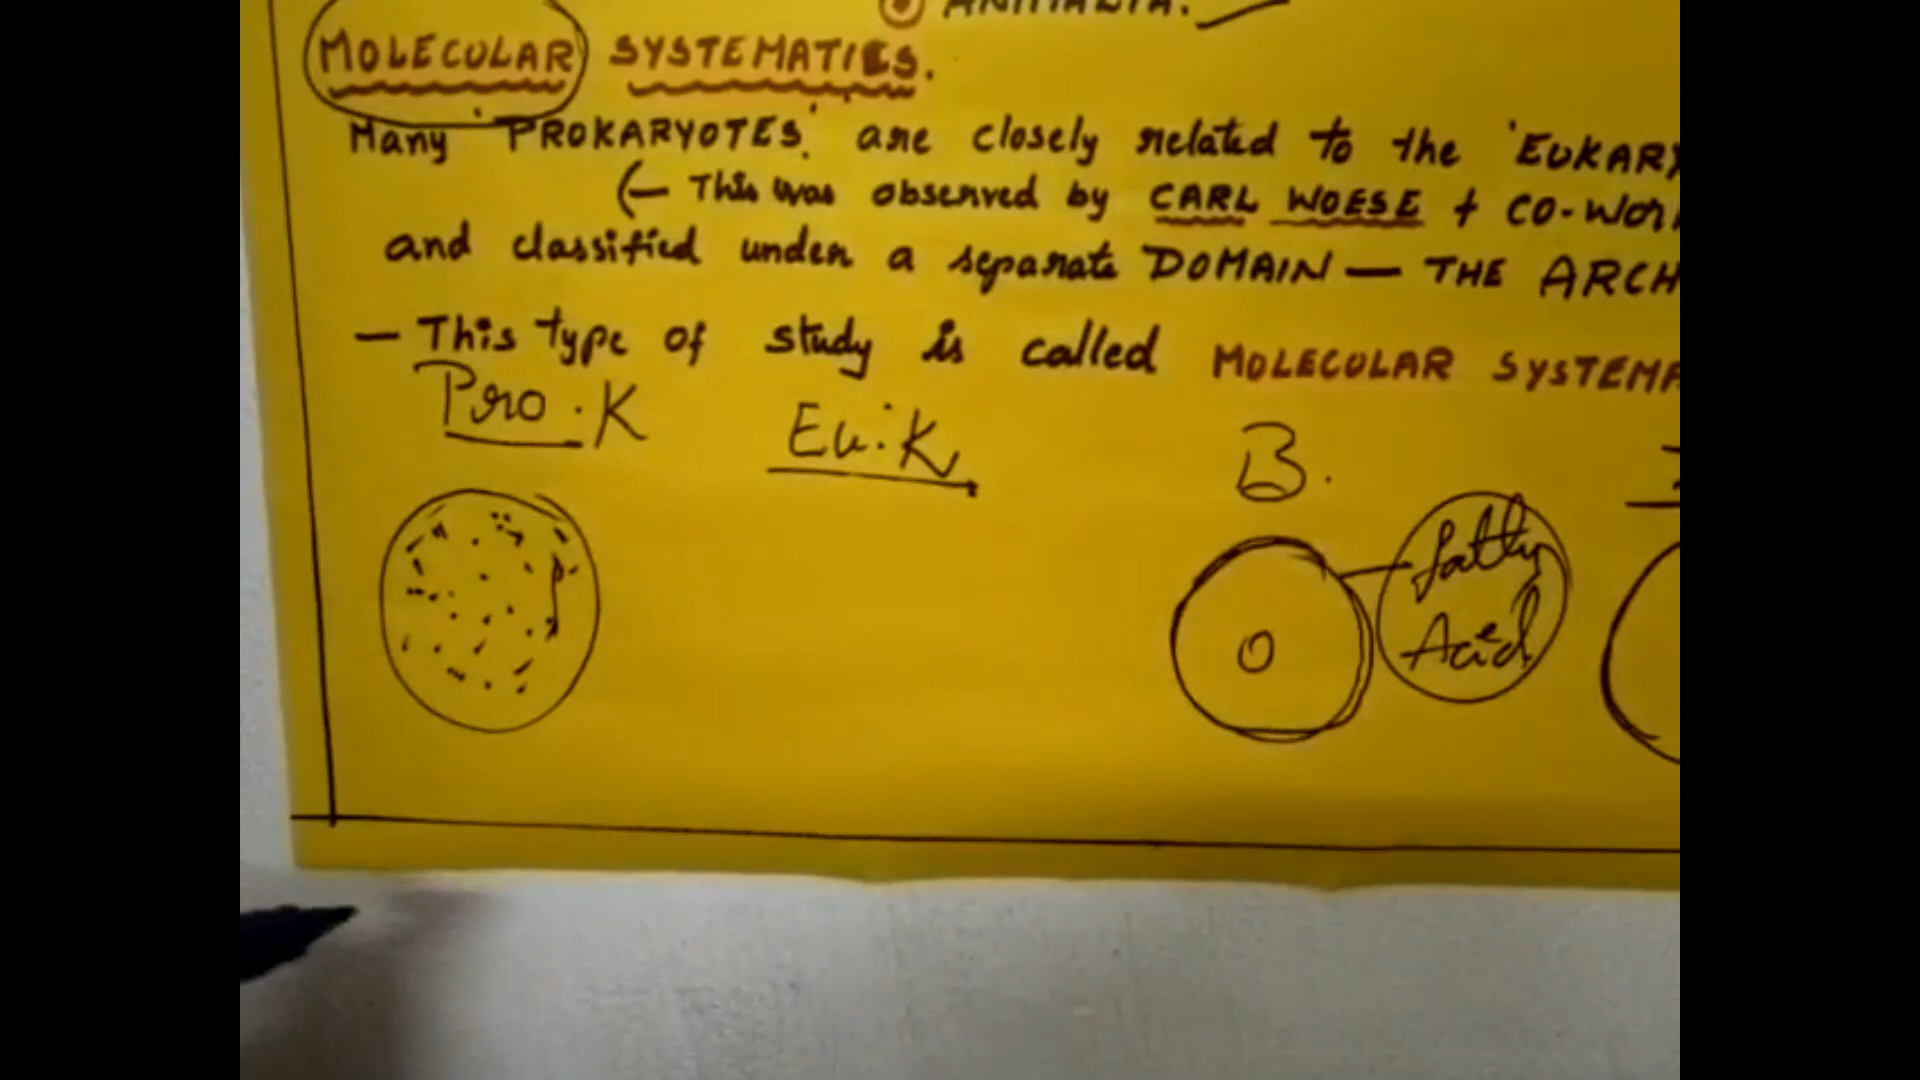 ANIMALIA.
MOLECULAR SYSTEMATICS.
Many 'PROKARYOTES' are closely related to the 'EUKARY
(— This was observed by CARL WOESE + CO-WOR
and classified under a separate DOMAIN — THE ARCH
— This type of study is called MOLECULAR SYSTEMA
Pro.K Eu.K B.
fatty
Acid